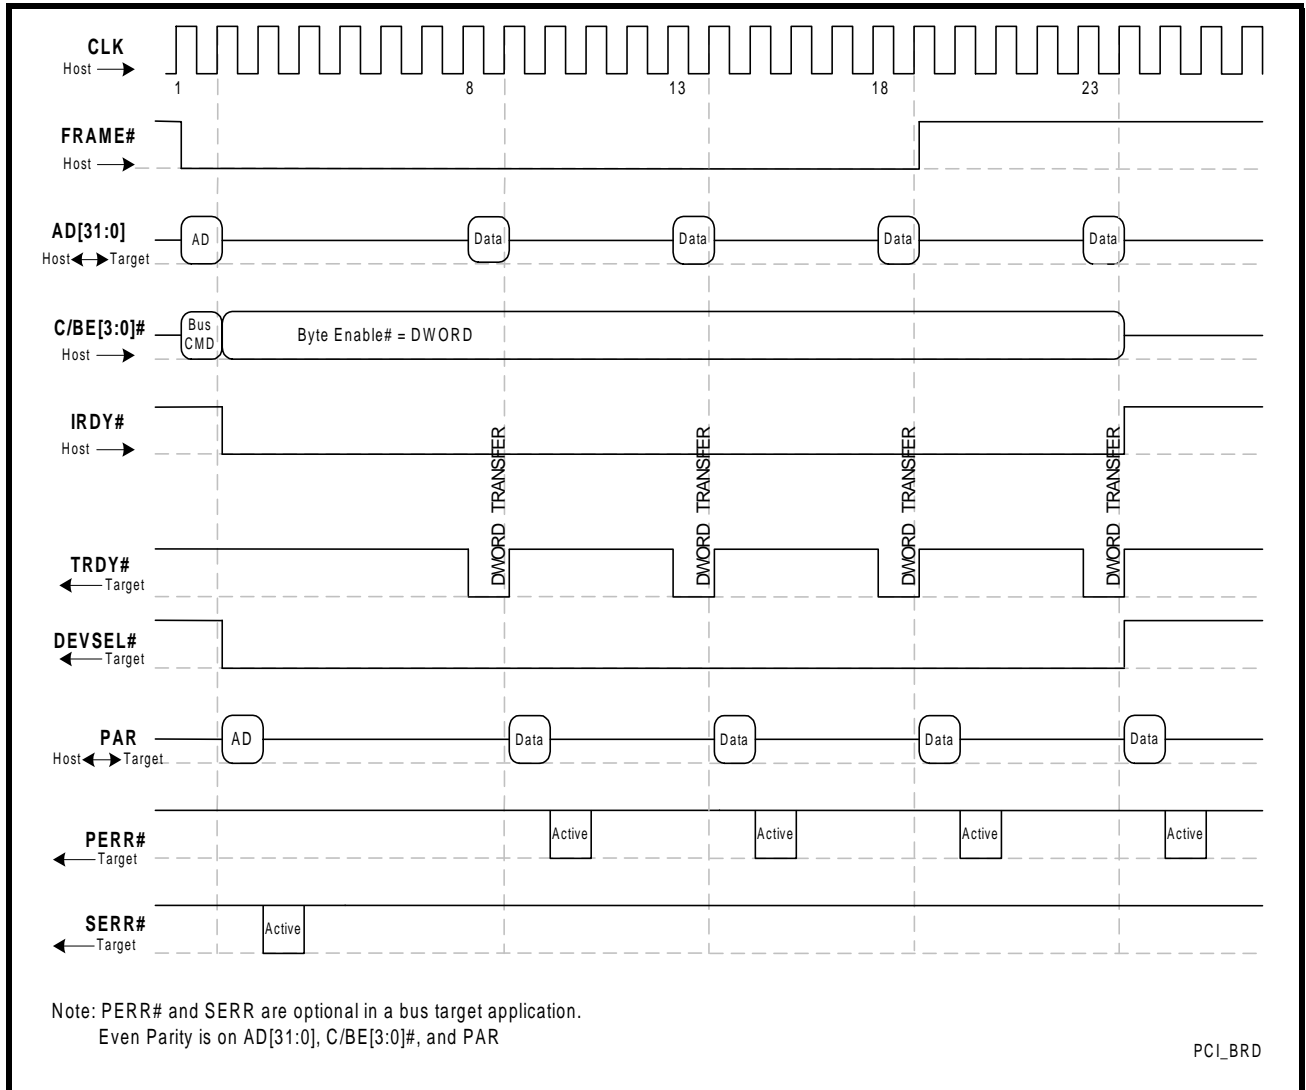 CLK
Host
1 8 13 18 23
FRAME#
Host
AD[31:0]
AD Data Data Data Data
Host Target
C/BE[3:0]#
Bus
CMD
Byte Enable# = DWORD
Host
IRDY#
Host
DWORD TRANSFER
DWORD TRANSFER
DWORD TRANSFER
DWORD TRANSFER
TRDY#
Target
DEVSEL#
Target
PAR
AD Data Data Data Data
Host Target
PERR#
Active Active Active Active
Target
SERR#
Active
Target
Note: PERR# and SERR are optional in a bus target application.
Even Parity is on AD[31:0], C/BE[3:0]#, and PAR
PCI_BRD